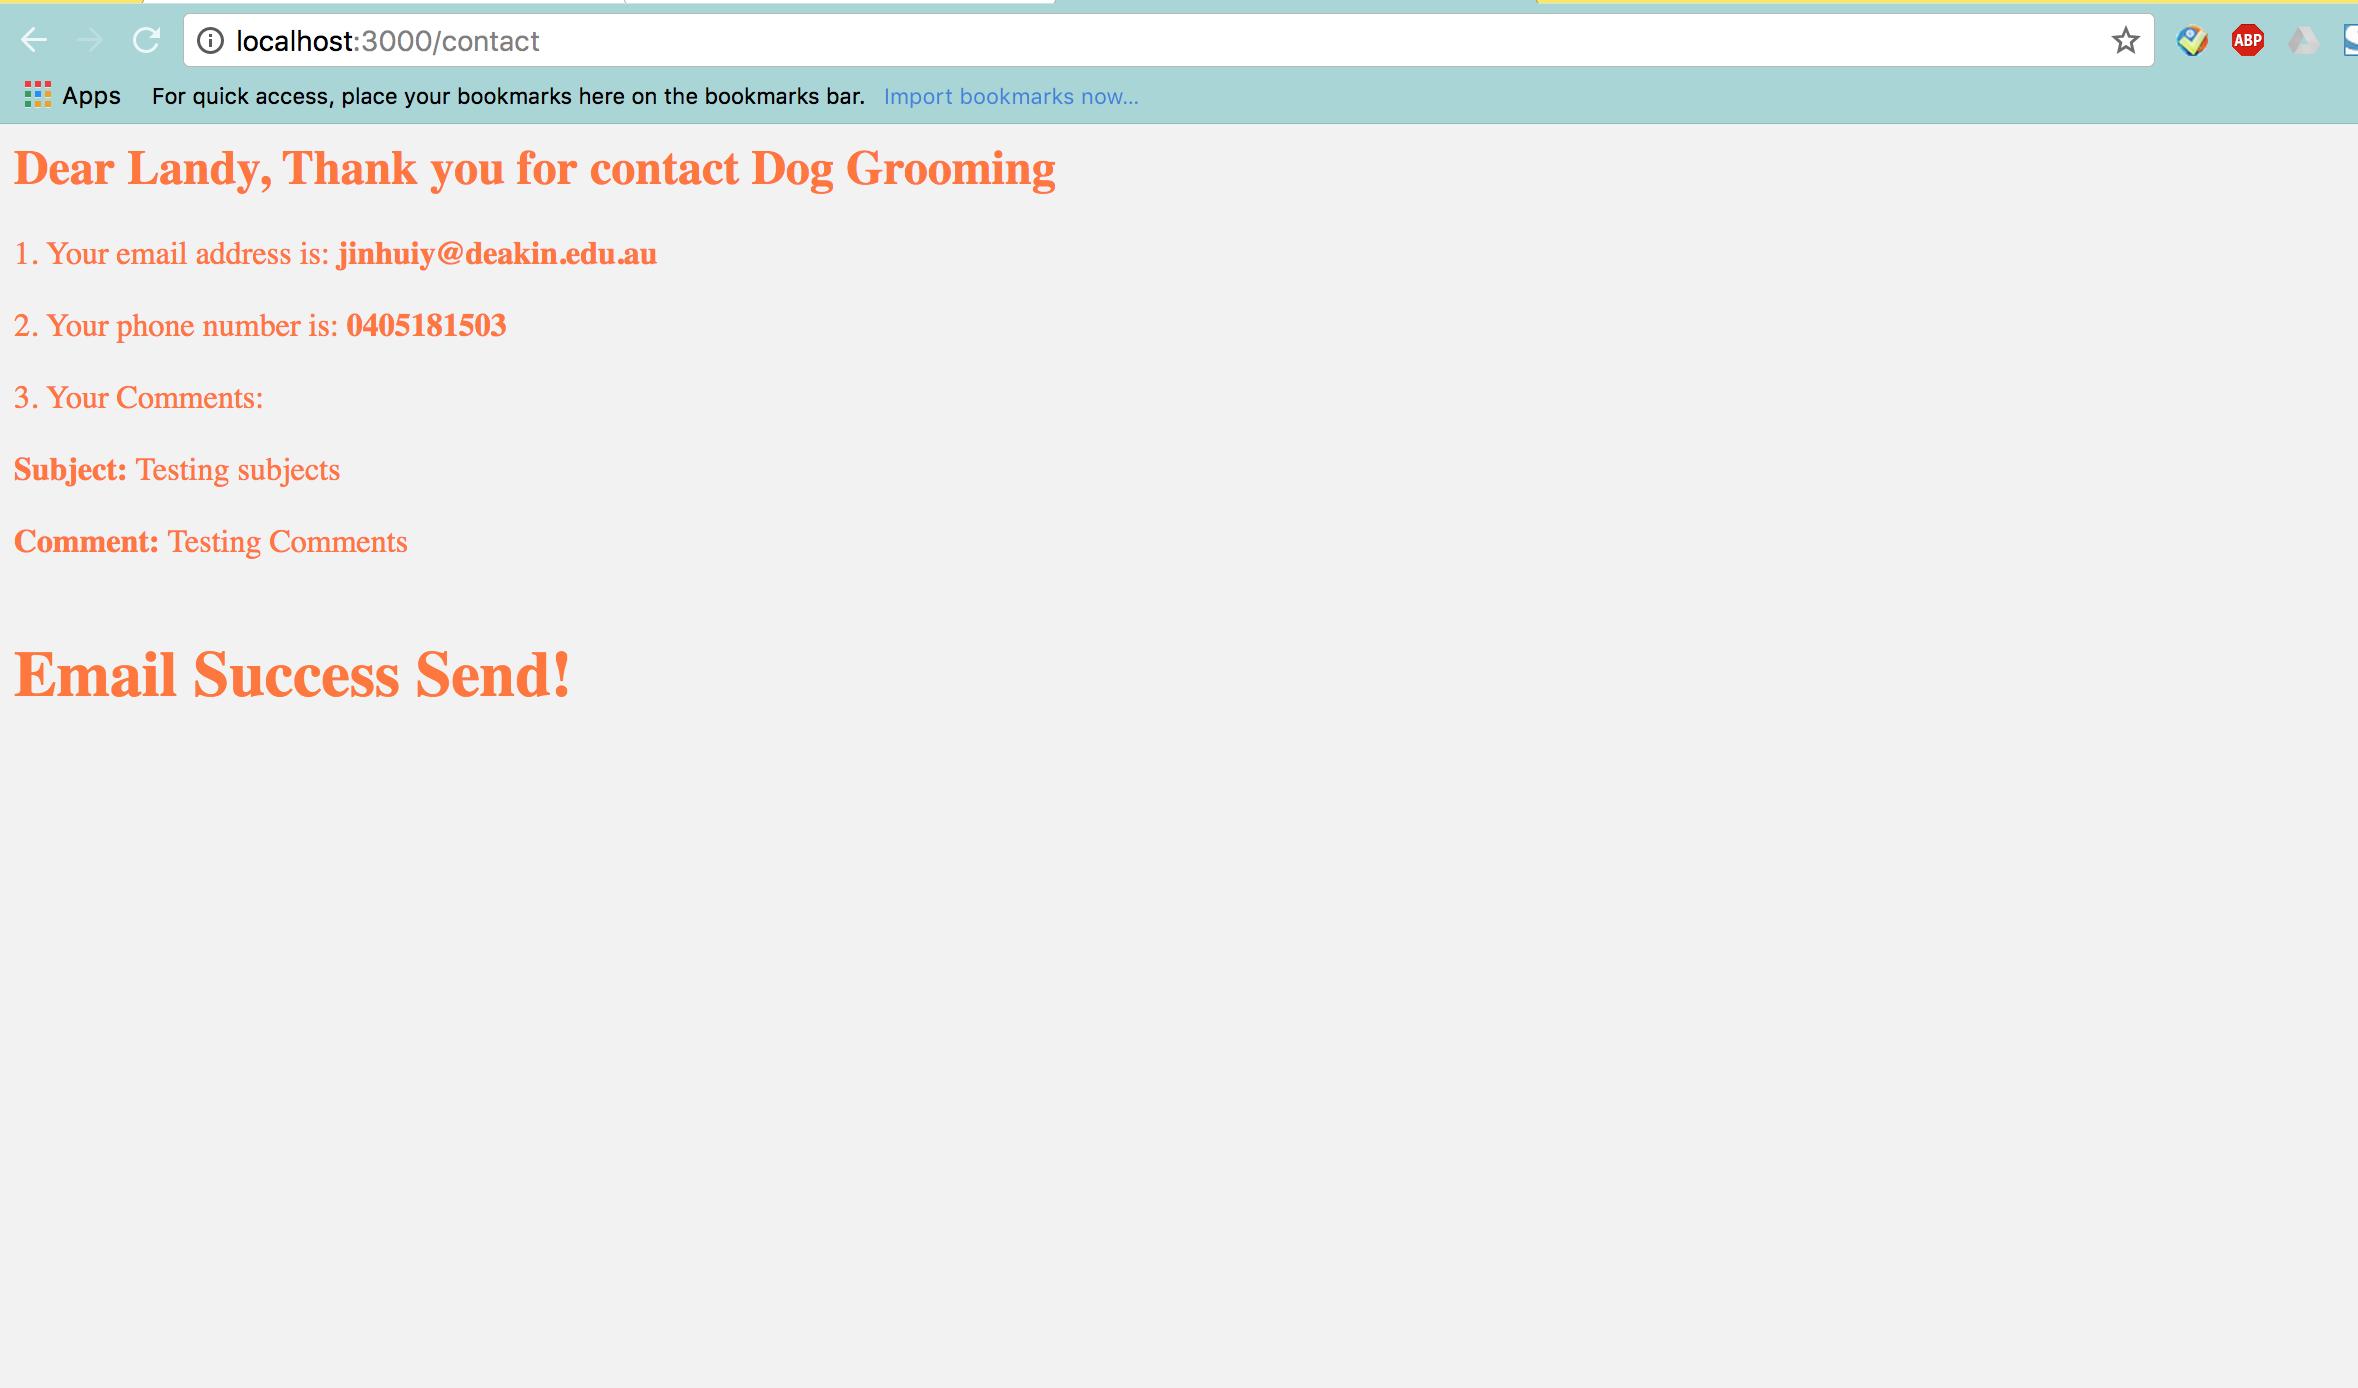 localhost:3000/contact
ABP
Apps For quick access, place your bookmarks here on the bookmarks bar. Import bookmarks now...
Dear Landy, Thank you for contact Dog Grooming
1. Your email address is: jinhuiy@deakin.edu.au
2. Your phone number is: 0405181503
3. Your Comments:
Subject: Testing subjects
Comment: Testing Comments
Email Success Send!